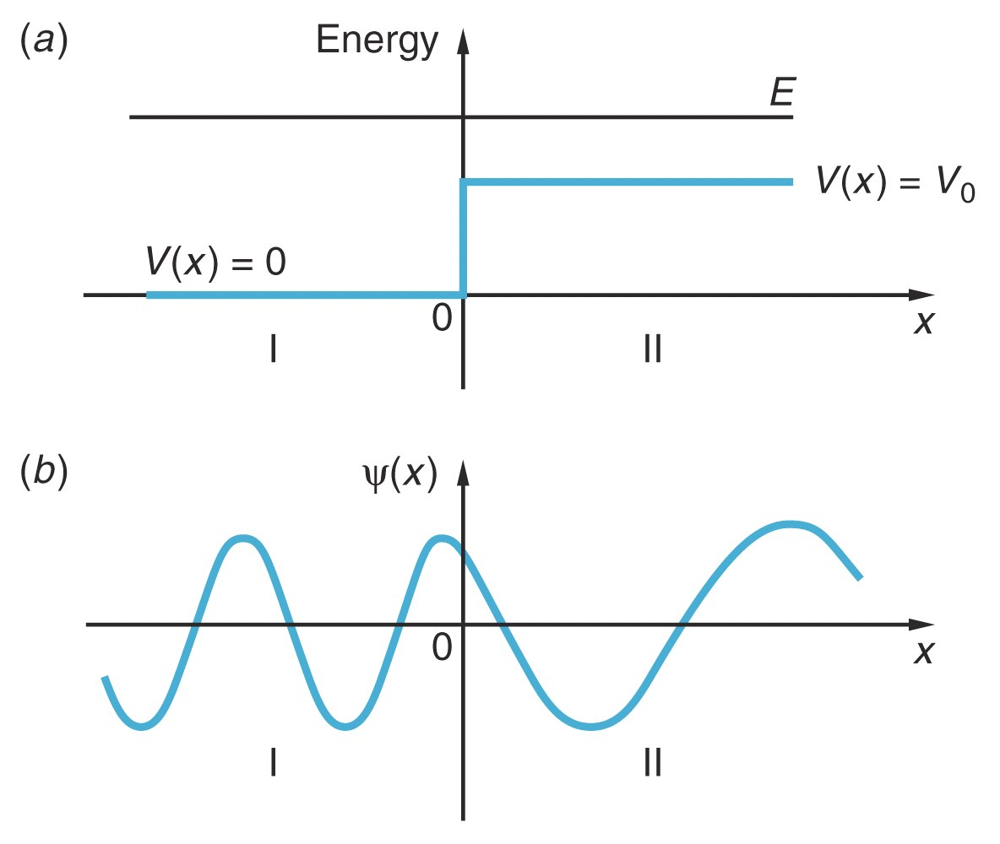 (a)
Energy
E
V(x) = V₀
V(x) = 0
0
x
I
II
(b)
ψ(x)
0
x
I
II